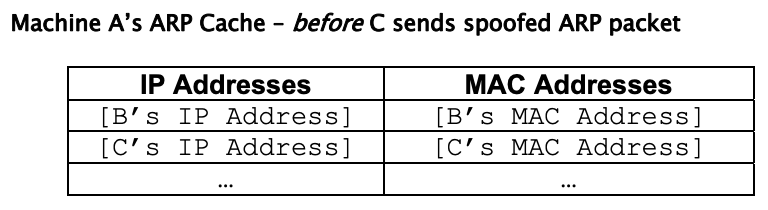 Machine A’s ARP Cache – before C sends spoofed ARP packet
IP Addresses MAC Addresses
[B’s IP Address] [B’s MAC Address]
[C’s IP Address] [C’s MAC Address]
… …